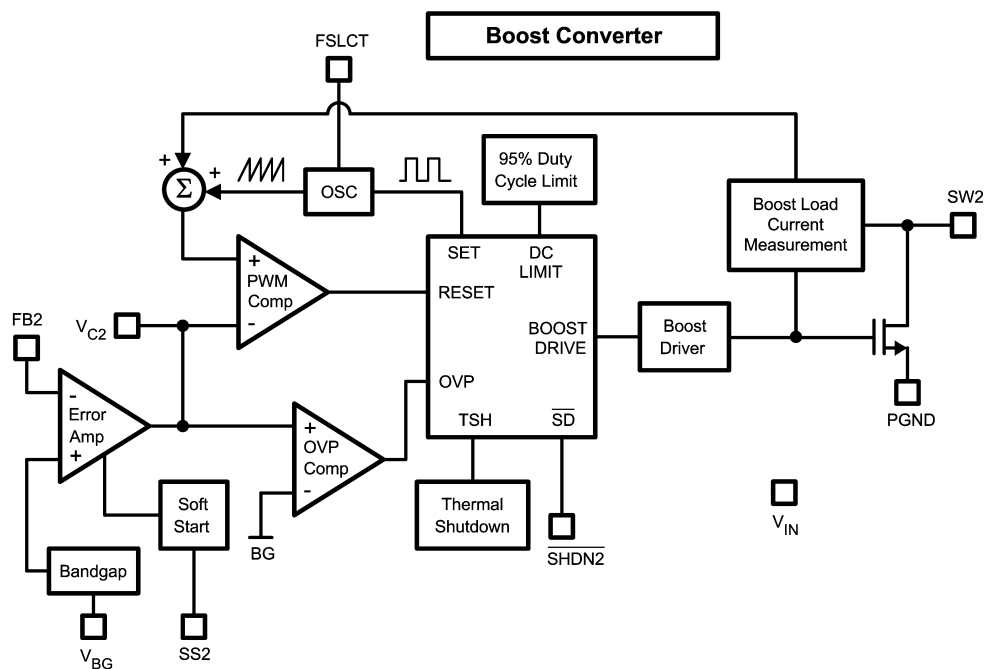 Boost Converter
FSLCT
+
+
Σ
OSC
95% Duty
Cycle Limit
Boost Load
Current
Measurement
SW2
SET
DC
LIMIT
+
PWM
Comp
-
RESET
VC2
FB2
BOOST
DRIVE
Boost
Driver
-
Error
Amp
+
OVP
+
OVP
Comp
-
TSH
SD
PGND
Soft
Start
Thermal
Shutdown
VIN
BG
SHDN2
Bandgap
VBG
SS2